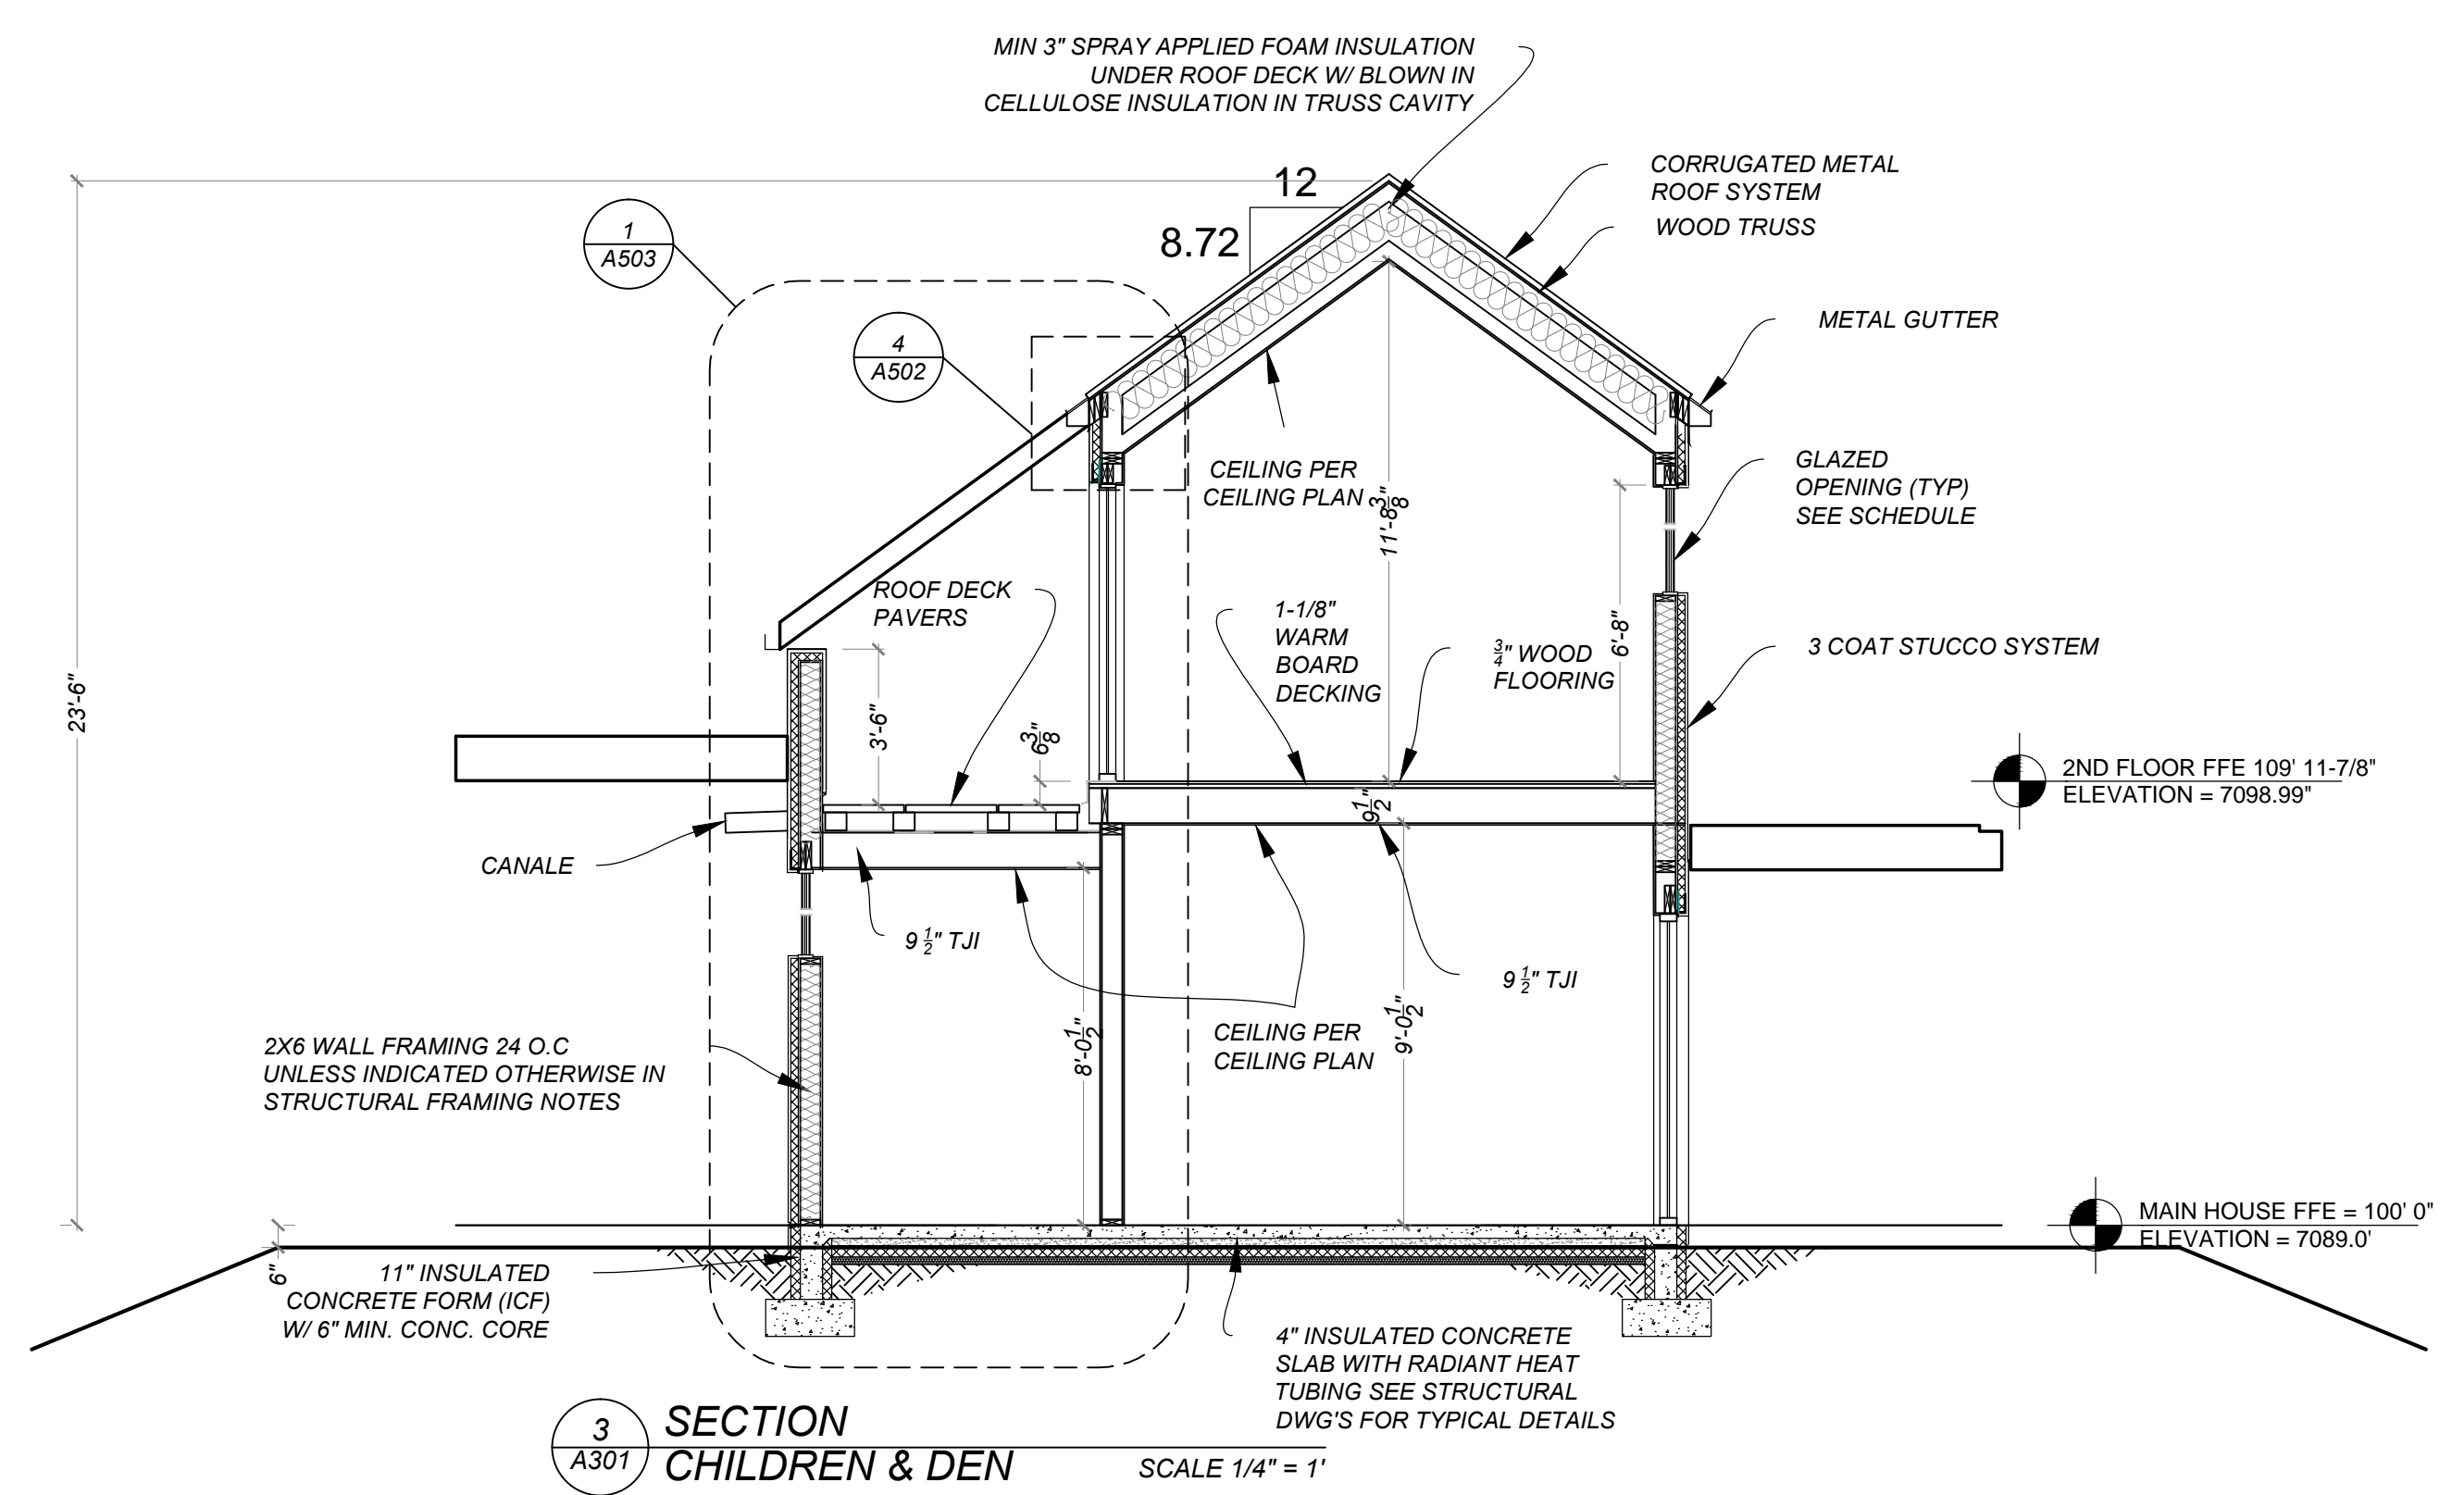 MIN 3" SPRAY APPLIED FOAM INSULATION
UNDER ROOF DECK W/ BLOWN IN
CELLULOSE INSULATION IN TRUSS CAVITY
12
8.72
CORRUGATED METAL
ROOF SYSTEM
WOOD TRUSS
1
A503
4
A502
METAL GUTTER
CEILING PER
CEILING PLAN
11'-8 3/8"
GLAZED
OPENING (TYP)
SEE SCHEDULE
ROOF DECK
PAVERS
1-1/8"
WARM
BOARD
DECKING
3/4" WOOD
FLOORING
6'-8"
3 COAT STUCCO SYSTEM
23'-6"
3'-6"
6 3/8"
9 1/2"
2ND FLOOR FFE 109' 11-7/8"
ELEVATION = 7098.99"
CANALE
9 1/2" TJI
9 1/2" TJI
2X6 WALL FRAMING 24 O.C
UNLESS INDICATED OTHERWISE IN
STRUCTURAL FRAMING NOTES
8'-0 1/2"
CEILING PER
CEILING PLAN
9'-0 1/2"
MAIN HOUSE FFE = 100' 0"
ELEVATION = 7089.0'
6"
11" INSULATED
CONCRETE FORM (ICF)
W/ 6" MIN. CONC. CORE
4" INSULATED CONCRETE
SLAB WITH RADIANT HEAT
TUBING SEE STRUCTURAL
DWG'S FOR TYPICAL DETAILS
3
A301
SECTION
CHILDREN & DEN
SCALE 1/4" = 1'